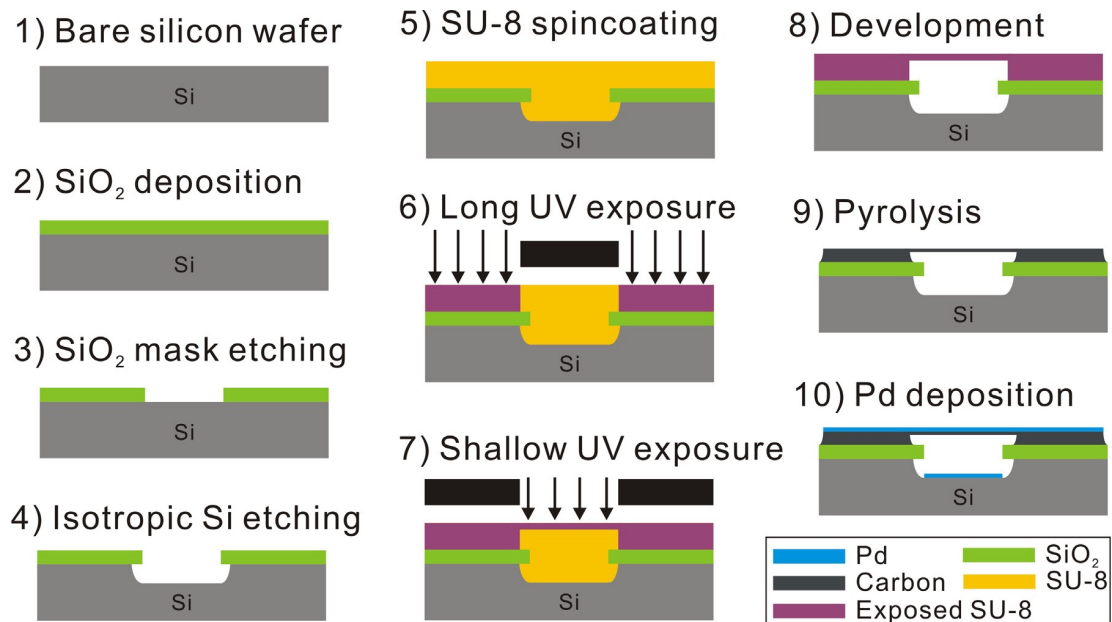 1) Bare silicon wafer
Si
2) SiO₂ deposition
Si
3) SiO₂ mask etching
Si
4) Isotropic Si etching
Si
5) SU-8 spincoating
Si
6) Long UV exposure
Si
7) Shallow UV exposure
Si
8) Development
Si
9) Pyrolysis
Si
10) Pd deposition
Si
Pd
SiO₂
Carbon
SU-8
Exposed SU-8